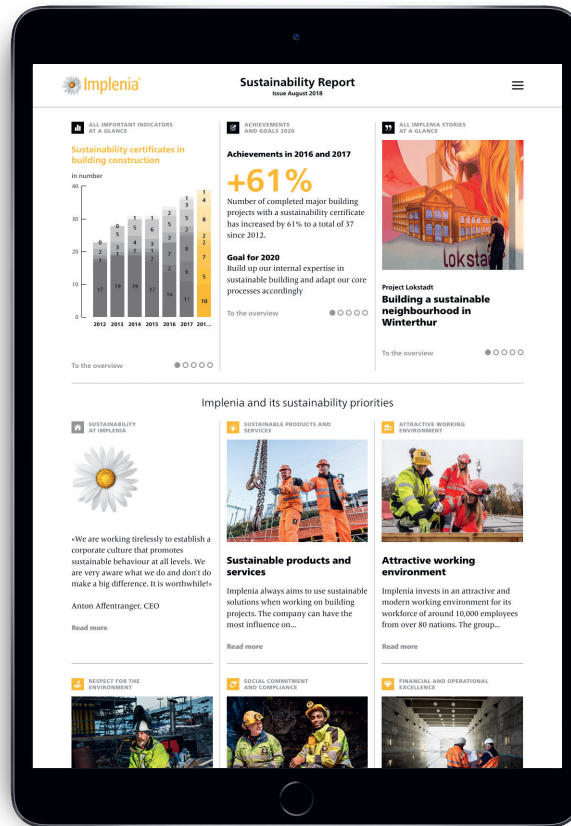 Implenia
Sustainability Report
Issue August 2018
ALL IMPORTANT INDICATORS
AT A GLANCE
Sustainability certificates in
building construction
in number
40
30
20
10
0
2012 2013 2014 2015 2016 2017 201...
To the overview
ACHIEVEMENTS
AND GOALS 2020
Achievements in 2016 and 2017
+61%
Number of completed major building
projects with a sustainability certificate
has increased by 61% to a total of 37
since 2012.
Goal for 2020
Build up our internal expertise in
sustainable building and adapt our core
processes accordingly
To the overview
ALL IMPLENIA STORIES
AT A GLANCE
lokstad
Project Lokstadt
Building a sustainable
neighbourhood in
Winterthur
To the overview
Implenia and its sustainability priorities
SUSTAINABILITY
AT IMPLENIA
«We are working tirelessly to establish a
corporate culture that promotes
sustainable behaviour at all levels. We
are very aware what we do and don't do
make a big difference. It is worthwhile!»
Anton Affentranger, CEO
Read more
SUSTAINABLE PRODUCTS AND
SERVICES
Sustainable products and
services
Implenia always aims to use sustainable
solutions when working on building
projects. The company can have the
most influence on...
Read more
ATTRACTIVE WORKING
ENVIRONMENT
Attractive working
environment
Implenia invests in an attractive and
modern working environment for its
workforce of around 10,000 employees
from over 80 nations. The group...
Read more
RESPECT FOR THE
ENVIRONMENT
SOCIAL COMMITMENT
AND COMPLIANCE
FINANCIAL AND OPERATIONAL
EXCELLENCE